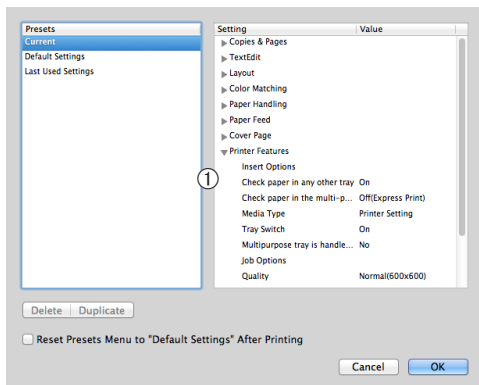 Presets
Current
Default Settings
Last Used Settings
Setting Value
Copies & Pages
TextEdit
Layout
Color Matching
Paper Handling
Paper Feed
Cover Page
Printer Features
Insert Options
① Check paper in any other tray On
Check paper in the multi-p... Off(Express Print)
Media Type Printer Setting
Tray Switch On
Multipurpose tray is handle... No
Job Options
Quality Normal(600x600)
Delete Duplicate
Reset Presets Menu to "Default Settings" After Printing
Cancel OK